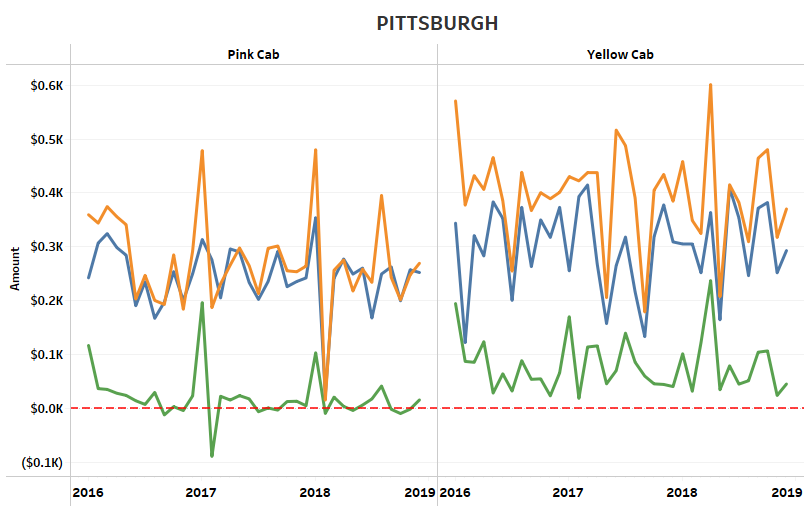 PITTSBURGH
Pink Cab
Yellow Cab
$0.6K
$0.5K
$0.4K
$0.3K
$0.2K
$0.1K
$0.0K
($0.1K)
Amount
2016 2017 2018 2019
2016 2017 2018 2019